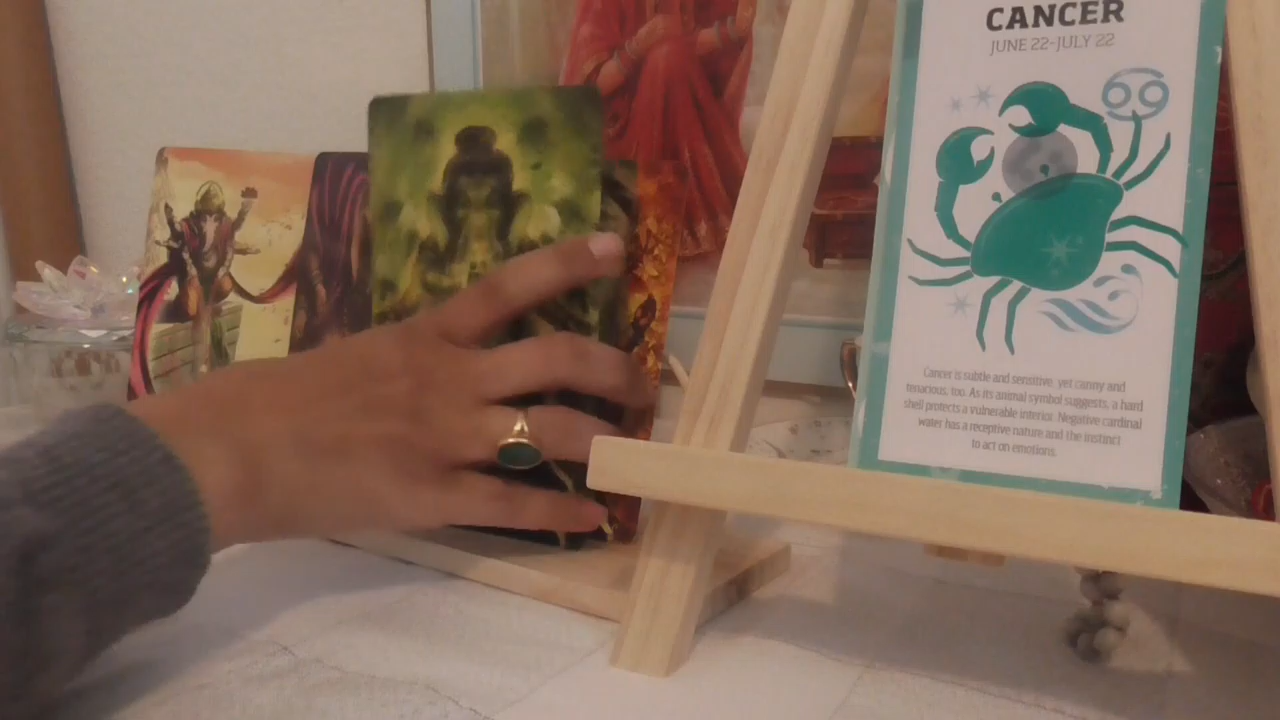 CANCER
JUNE 22-JULY 22
Cancer is subtle and sensitive, yet canny and
tenacious, too. As its animal symbol suggests, a hard
shell protects a vulnerable interior. Negative cardinal
water has a receptive nature and the instinct
to act on emotions.